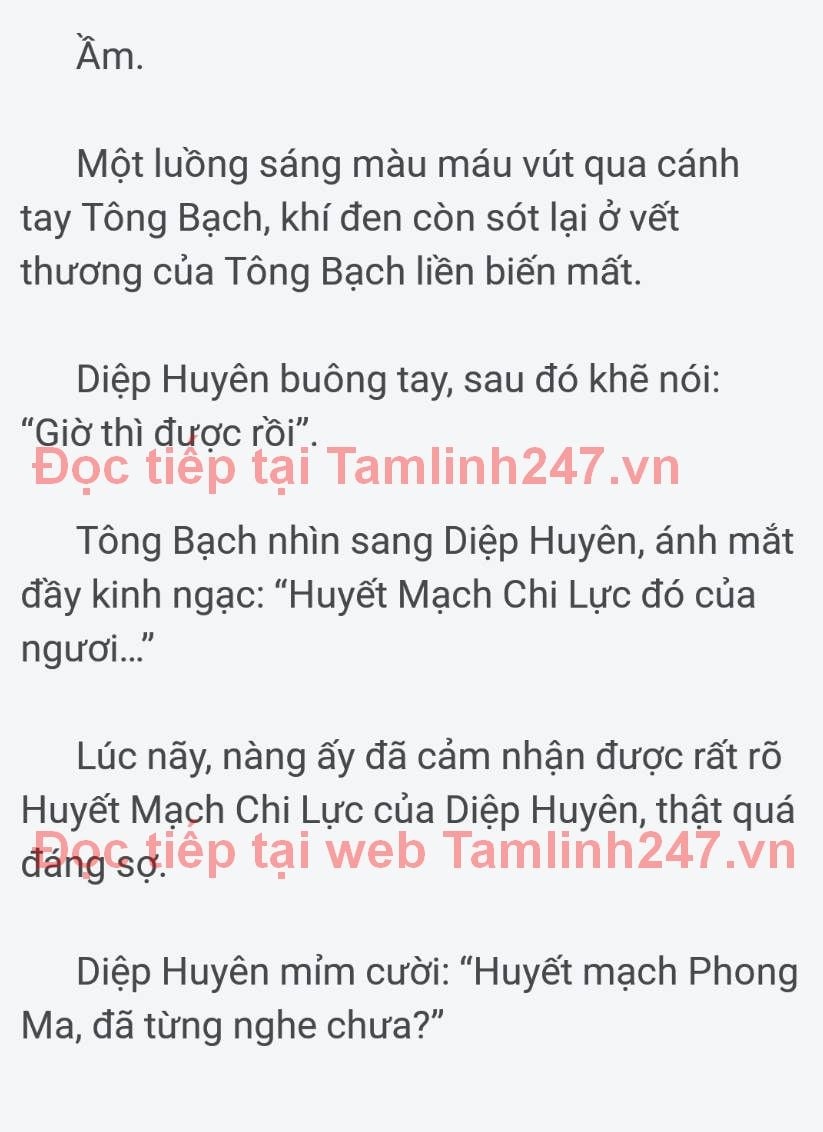 Ầm.
Một luồng sáng màu máu vút qua cánh
tay Tông Bạch, khí đen còn sót lại ở vết
thương của Tông Bạch liền biến mất.
Diệp Huyên buông tay, sau đó khẽ nói:
“Giờ thì được rồi”.
Đọc tiếp tại Tamlinh247.vn
Tông Bạch nhìn sang Diệp Huyên, ánh mắt
đầy kinh ngạc: “Huyết Mạch Chi Lực đó của
ngươi...”
Lúc nãy, nàng ấy đã cảm nhận được rất rõ
Huyết Mạch Chi Lực của Diệp Huyên, thật quá
đáng sợ.
Đọc tiếp tại web Tamlinh247.vn
Diệp Huyên mỉm cười: “Huyết mạch Phong
Ma, đã từng nghe chưa?”